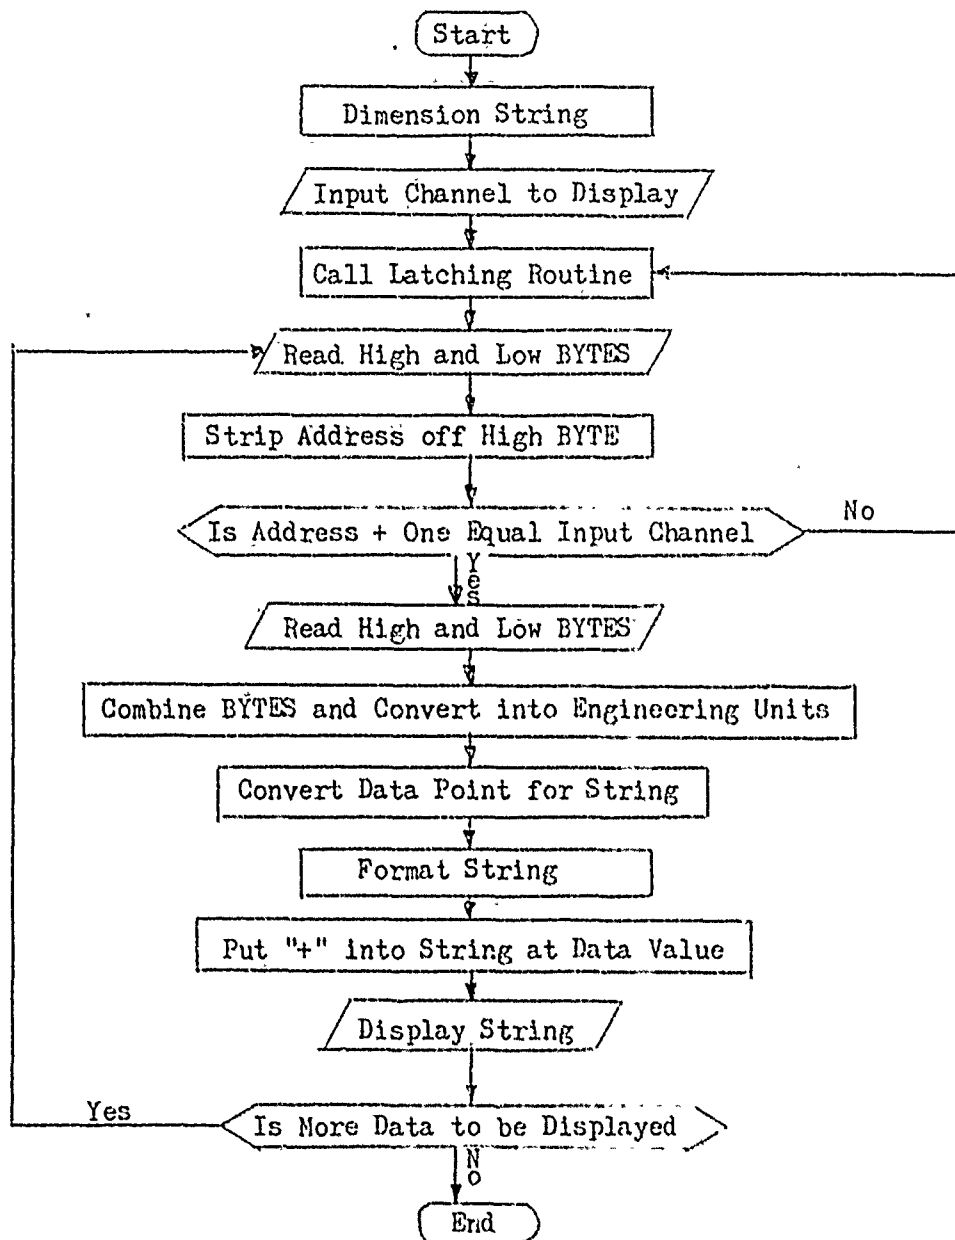 Start
Dimension String
Input Channel to Display
Call Latching Routine
Read High and Low BYTES
Strip Address off High BYTE
Is Address + One Equal Input Channel
No
Yes
Read High and Low BYTES
Combine BYTES and Convert into Engineering Units
Convert Data Point for String
Format String
Put "+" into String at Data Value
Display String
Yes
Is More Data to be Displayed
No
End